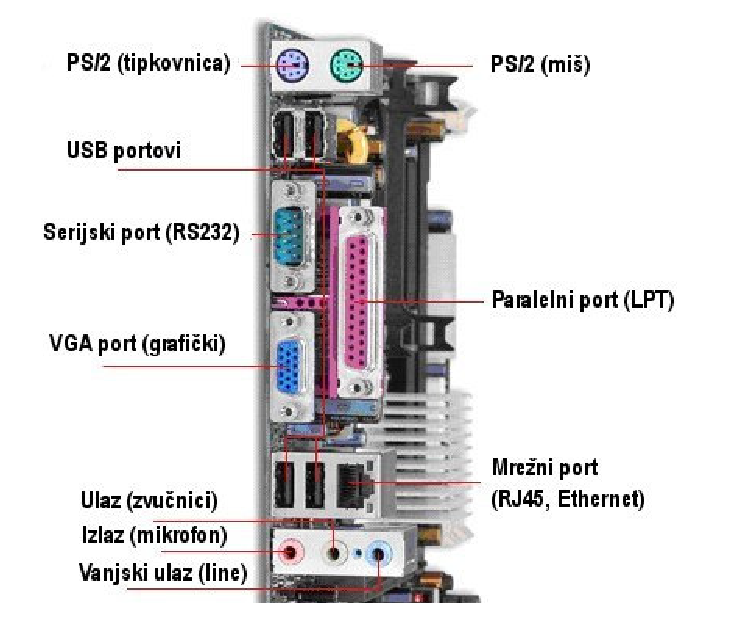 PS/2 (tipkovnica)
PS/2 (miš)
USB portovi
Serijski port (RS232)
Paralelni port (LPT)
VGA port (grafički)
Mrežni port
(RJ45, Ethernet)
Ulaz (zvučnici)
Izlaz (mikrofon)
Vanjski ulaz (line)